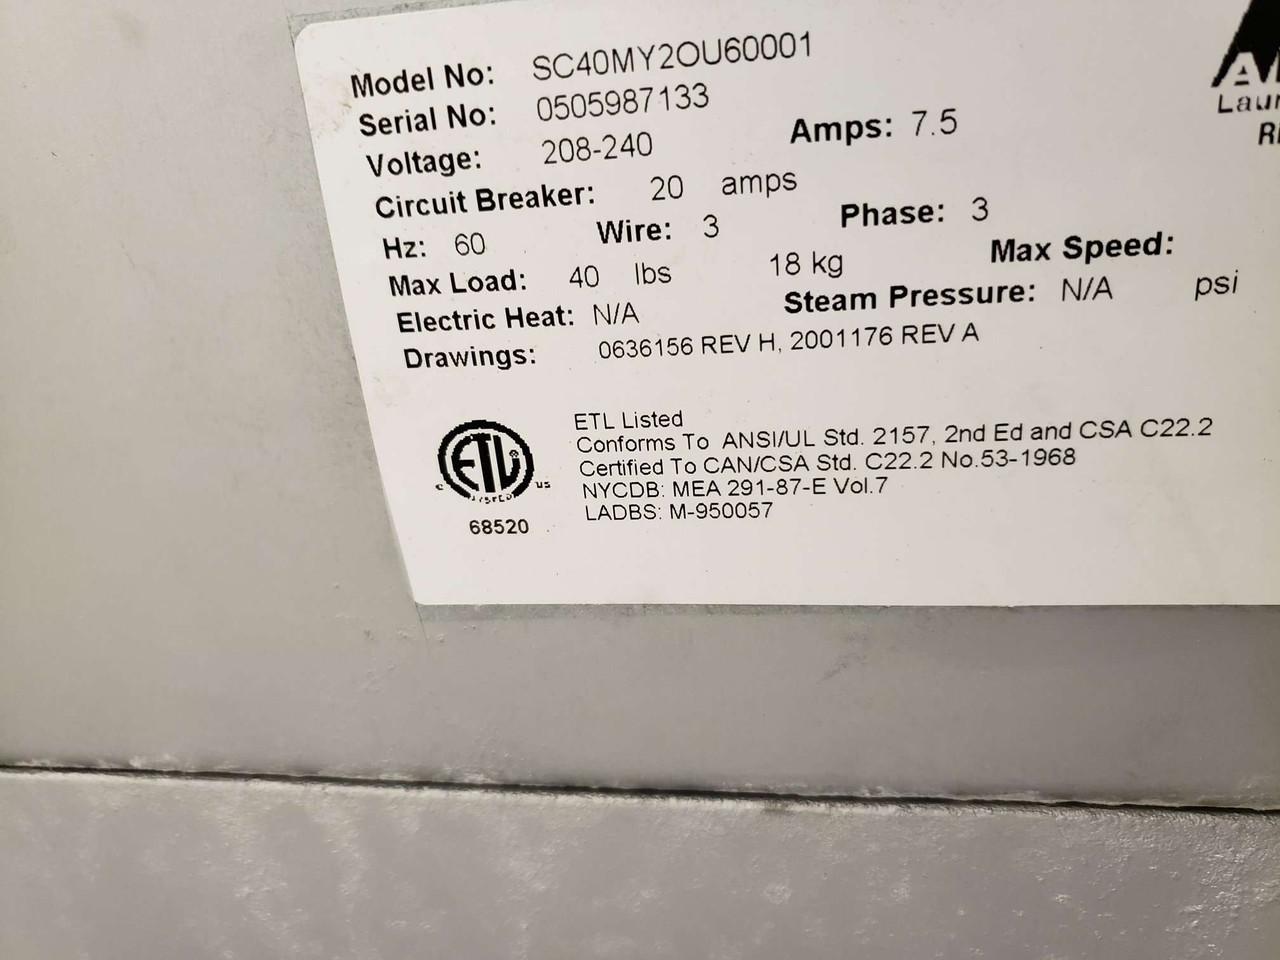 Model No: SC40MY2OU60001
Serial No: 0505987133
Voltage: 208-240 Amps: 7.5
Circuit Breaker: 20 amps
Hz: 60 Wire: 3 Phase: 3
Max Load: 40 lbs 18 kg Max Speed:
Electric Heat: N/A Steam Pressure: N/A psi
Drawings: 0636156 REV H, 2001176 REV A
ETL Listed
Conforms To ANSI/UL Std. 2157, 2nd Ed and CSA C22.2
Certified To CAN/CSA Std. C22.2 No.53-1968
NYCDB: MEA 291-87-E Vol.7
LADBS: M-950057
ETL
®
c us
LISTED
68520